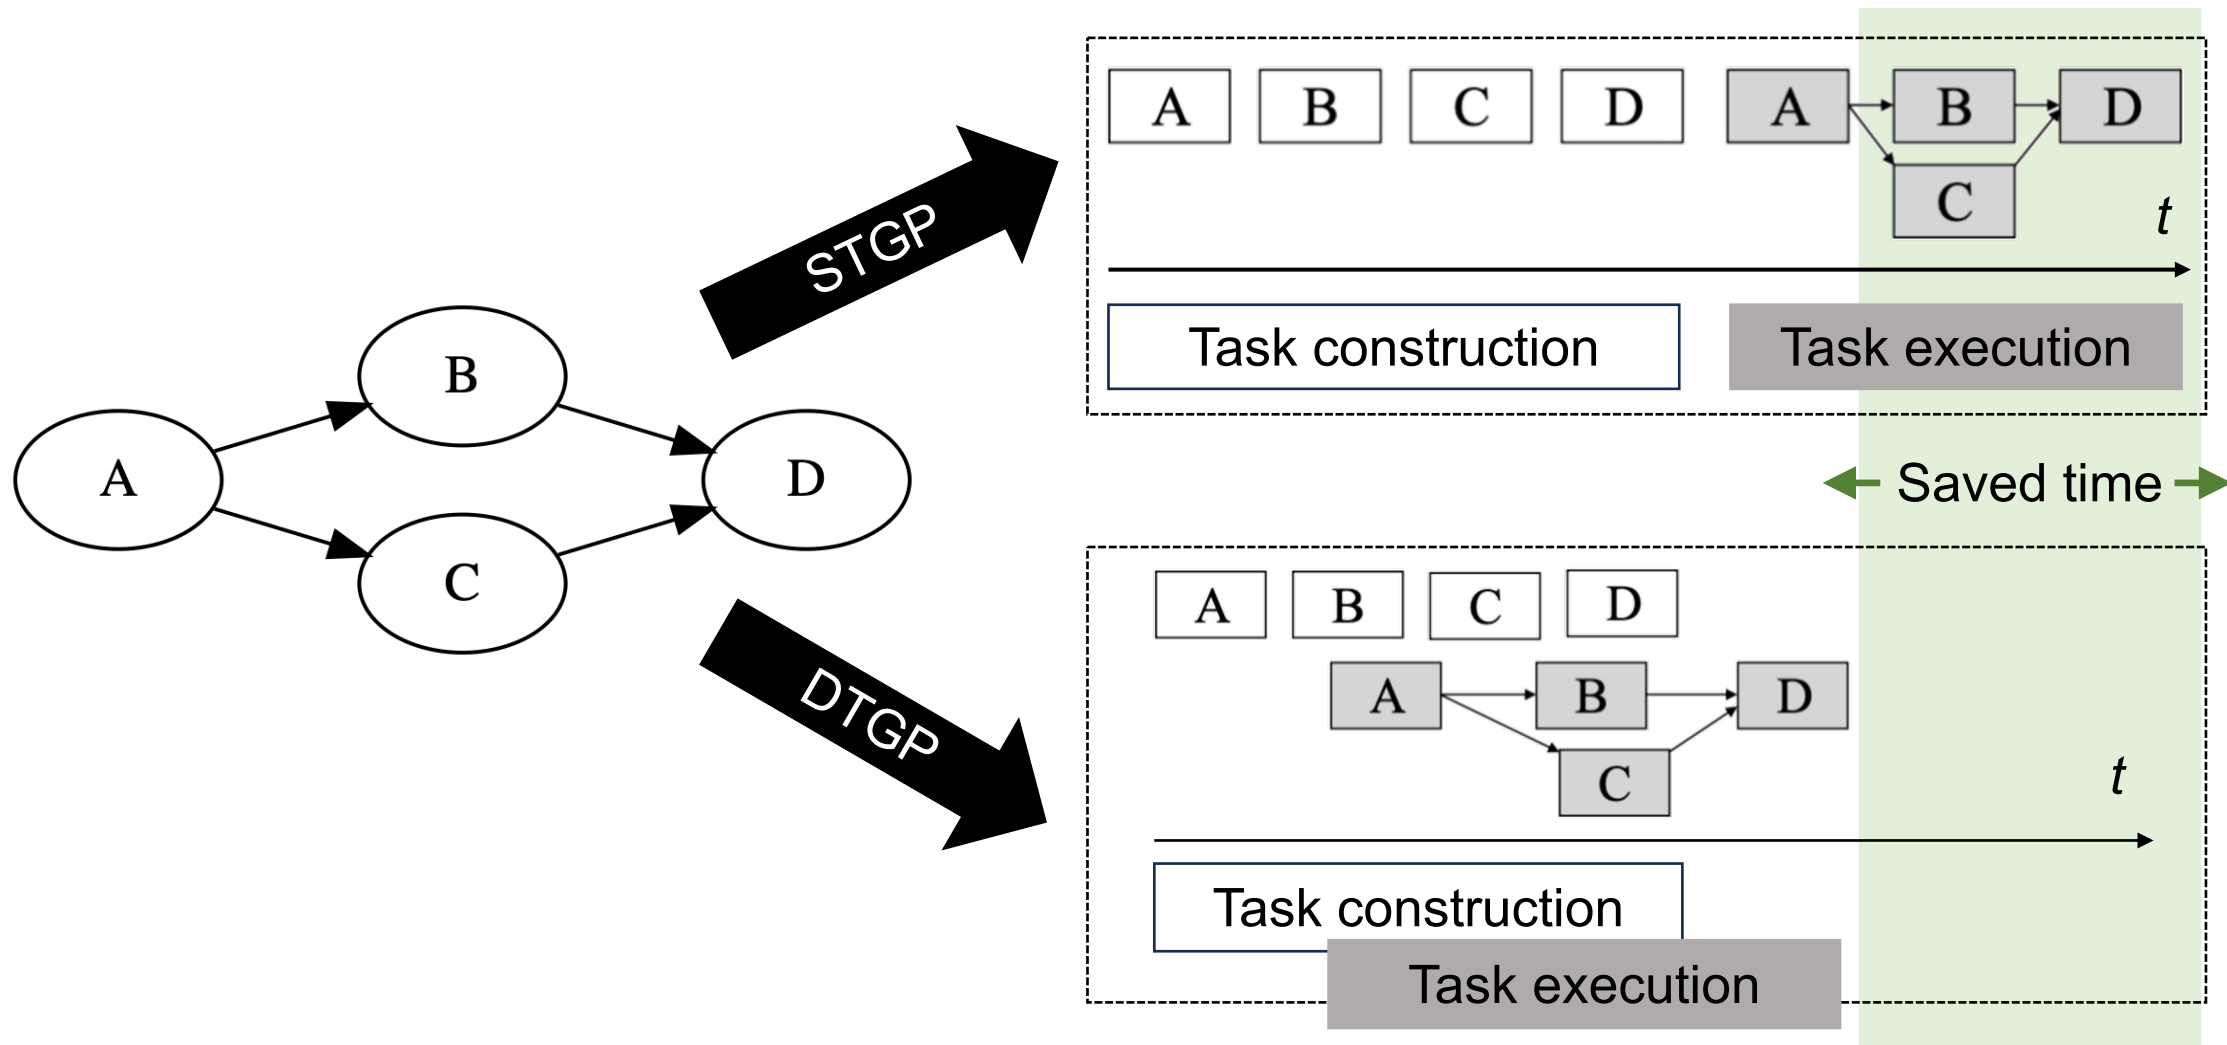 A
B
C
D
STGP
DTGP
A B C D A B D
C
t
Task construction Task execution
Saved time
A B C D
A B D
C
t
Task construction
Task execution